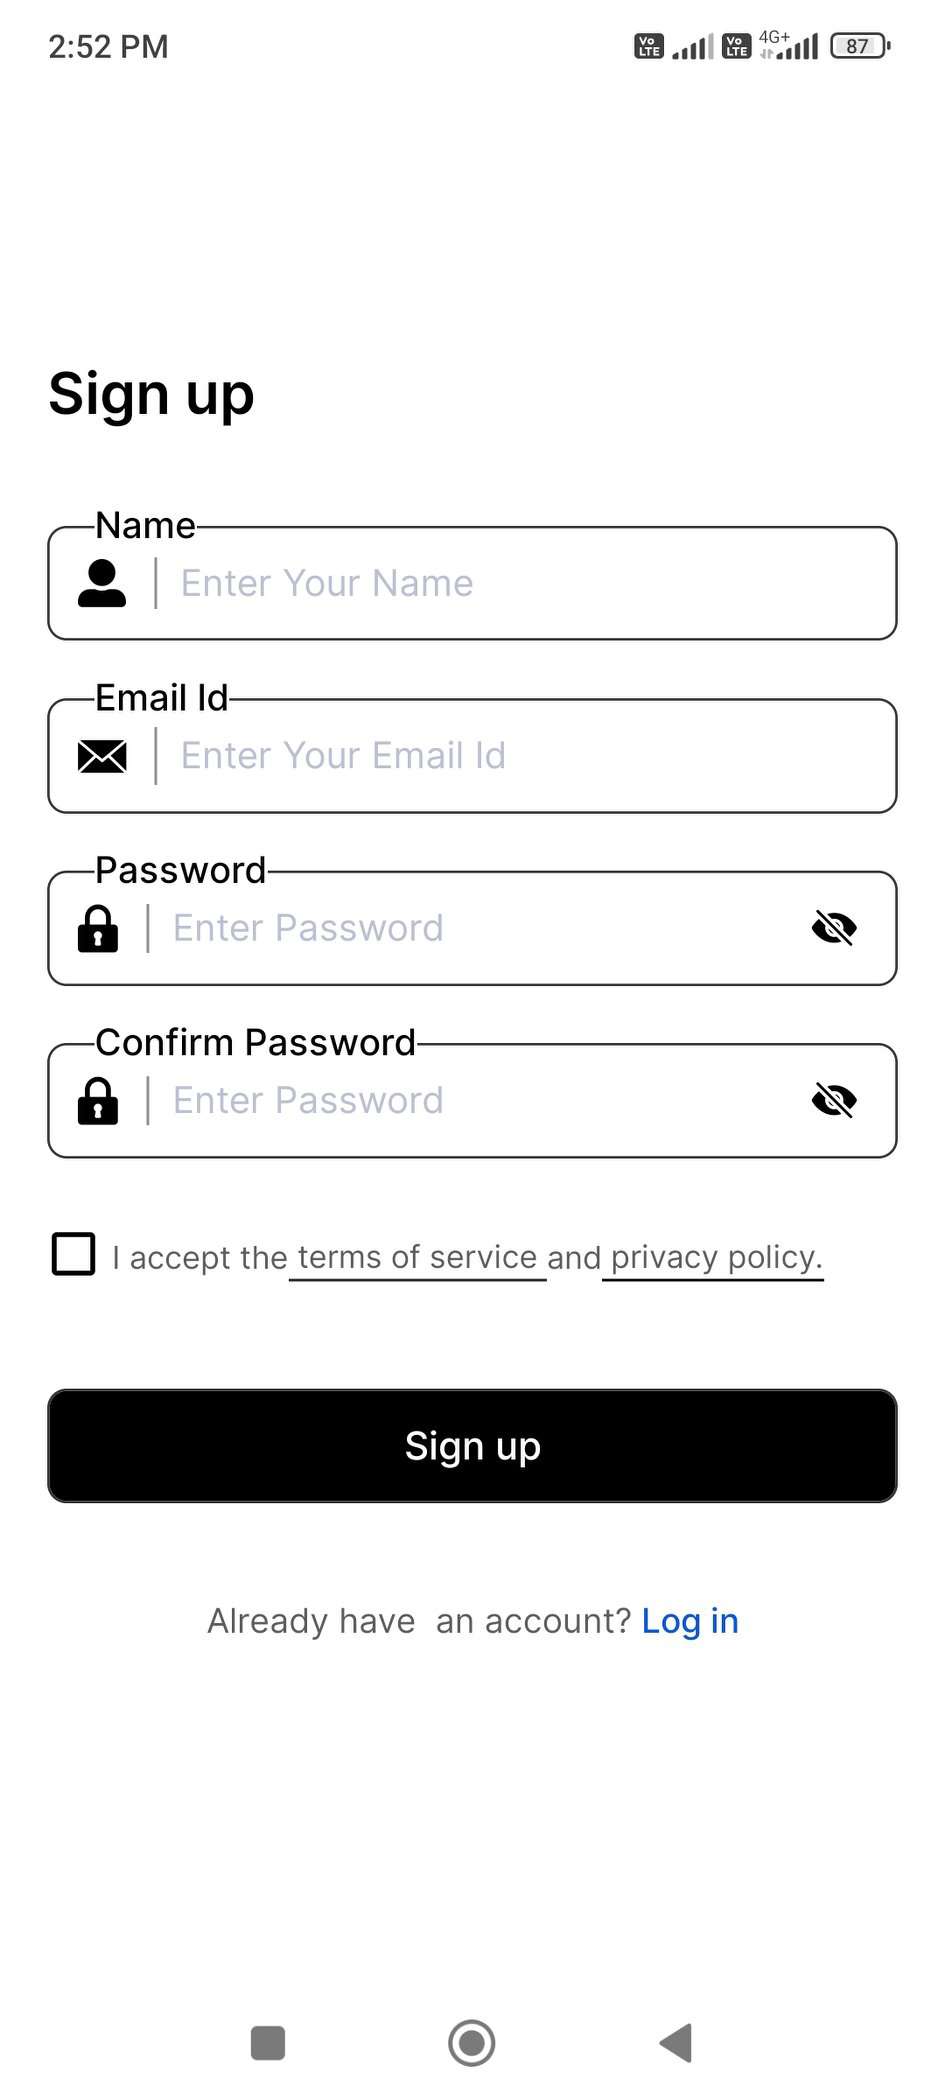 2:52 PM Vo LTE Vo LTE 4G+ 87
Sign up
Name
Enter Your Name
Email Id
Enter Your Email Id
Password
Enter Password
Confirm Password
Enter Password
I accept the terms of service and privacy policy.
Sign up
Already have  an account? Log in